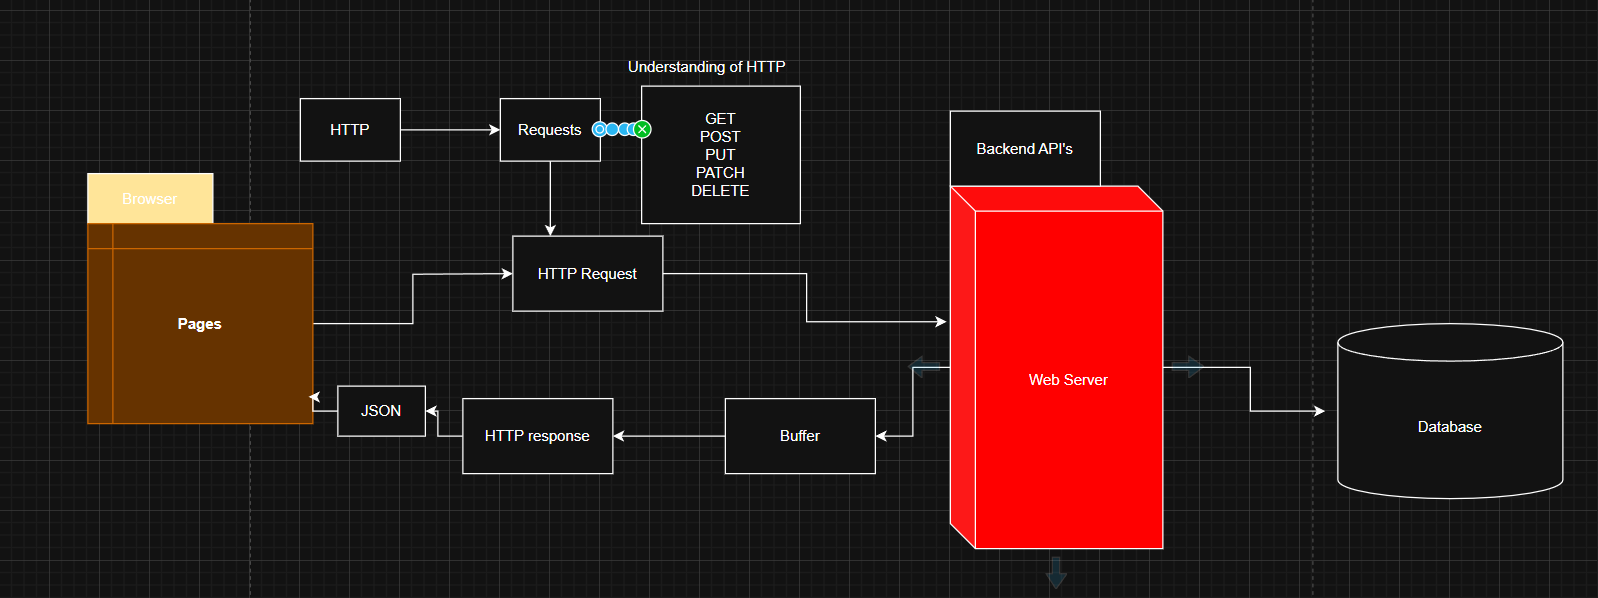 Understanding of HTTP
HTTP
Requests
GET
POST
PUT
PATCH
DELETE
Backend API's
Browser
HTTP Request
Pages
Web Server
JSON
HTTP response
Buffer
Database